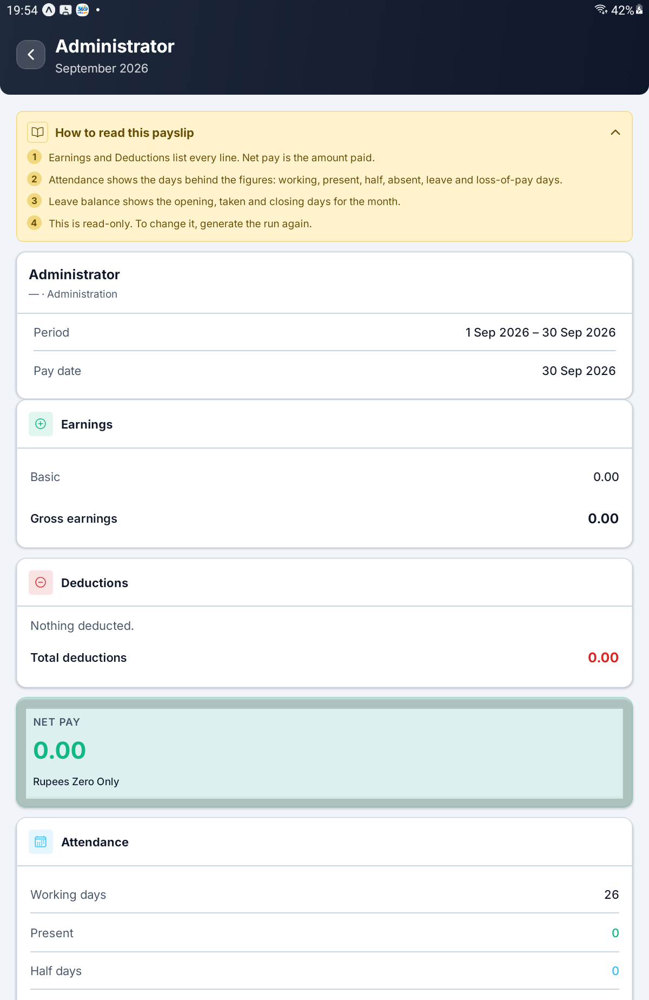 19:54
42%
Administrator
September 2026
How to read this payslip
1 Earnings and Deductions list every line. Net pay is the amount paid.
2 Attendance shows the days behind the figures: working, present, half, absent, leave and loss-of-pay days.
3 Leave balance shows the opening, taken and closing days for the month.
4 This is read-only. To change it, generate the run again.
Administrator
— · Administration
Period 1 Sep 2026 – 30 Sep 2026
Pay date 30 Sep 2026
Earnings
Basic 0.00
Gross earnings 0.00
Deductions
Nothing deducted.
Total deductions 0.00
NET PAY
0.00
Rupees Zero Only
Attendance
Working days 26
Present 0
Half days 0